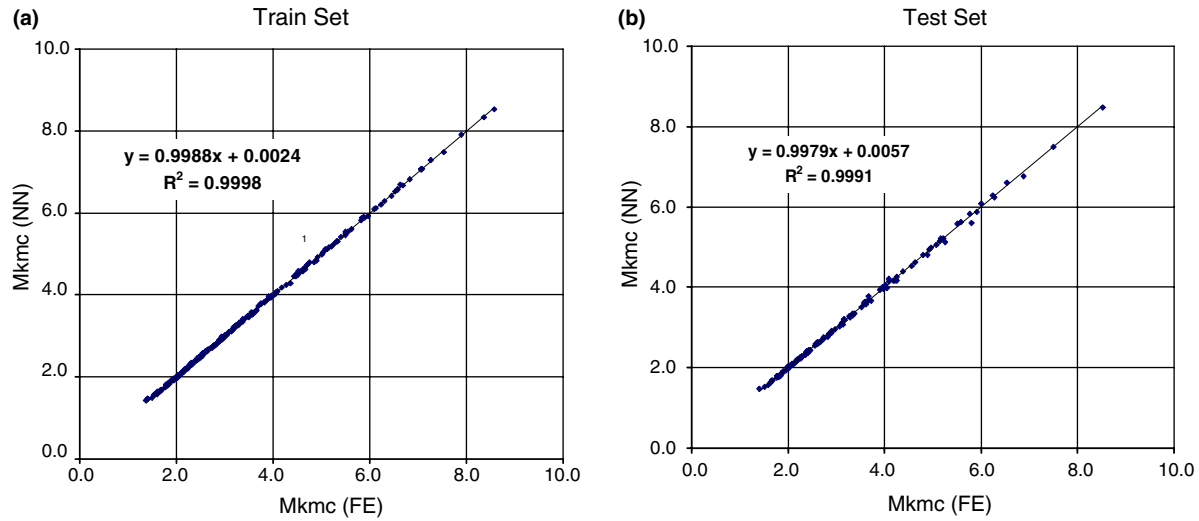 (a)
Train Set
10.0
8.0
6.0
4.0
2.0
0.0
Mkmc (NN)
y = 0.9988x + 0.0024
R² = 0.9998
1
0.0 2.0 4.0 6.0 8.0 10.0
Mkmc (FE)
(b)
Test Set
10.0
8.0
6.0
4.0
2.0
0.0
Mkmc (NN)
y = 0.9979x + 0.0057
R² = 0.9991
0.0 2.0 4.0 6.0 8.0 10.0
Mkmc (FE)